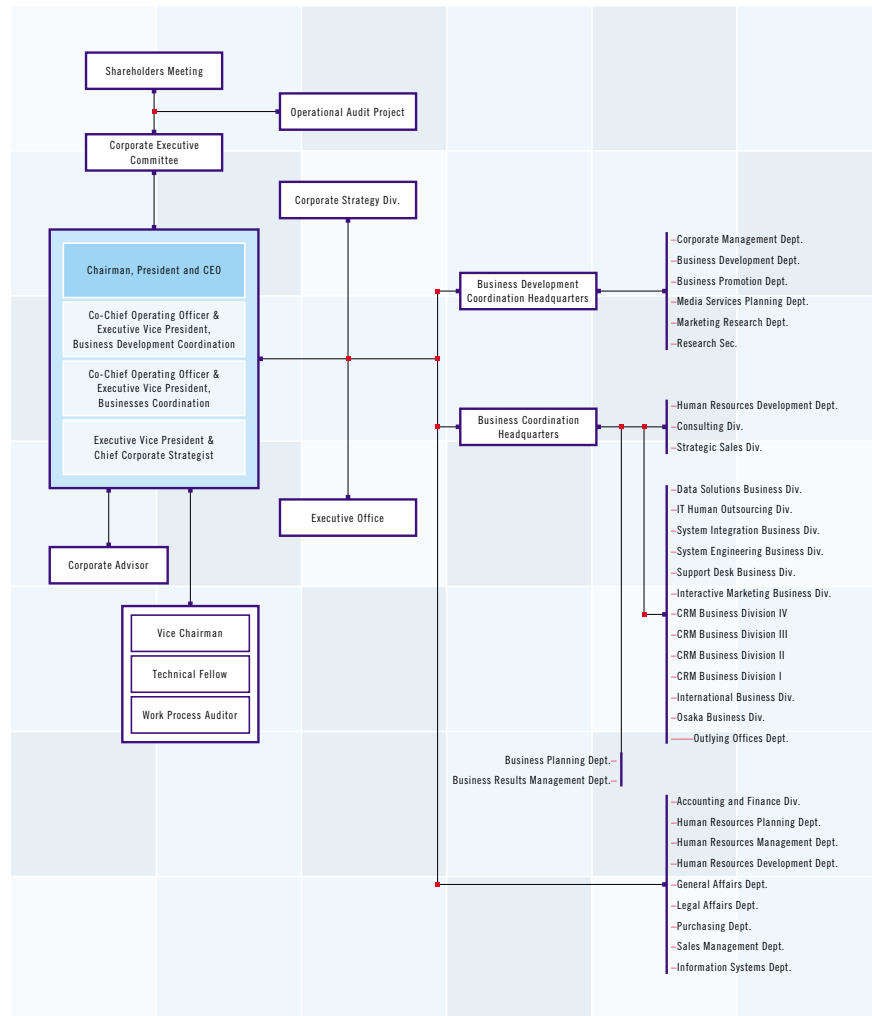 Shareholders Meeting
Operational Audit Project
Corporate Executive
Committee
Corporate Strategy Div.
Chairman, President and CEO
Co-Chief Operating Officer &
Executive Vice President,
Business Development Coordination
Co-Chief Operating Officer &
Executive Vice President,
Businesses Coordination
Executive Vice President &
Chief Corporate Strategist
Executive Office
Corporate Advisor
Vice Chairman
Technical Fellow
Work Process Auditor
Business Development
Coordination Headquarters
Corporate Management Dept.
Business Development Dept.
Business Promotion Dept.
Media Services Planning Dept.
Marketing Research Dept.
Research Sec.
Business Coordination
Headquarters
Human Resources Development Dept.
Consulting Div.
Strategic Sales Div.
Data Solutions Business Div.
IT Human Outsourcing Div.
System Integration Business Div.
System Engineering Business Div.
Support Desk Business Div.
Interactive Marketing Business Div.
CRM Business Division IV
CRM Business Division III
CRM Business Division II
CRM Business Division I
International Business Div.
Osaka Business Div.
Outlying Offices Dept.
Business Planning Dept.
Business Results Management Dept.
Accounting and Finance Div.
Human Resources Planning Dept.
Human Resources Management Dept.
Human Resources Development Dept.
General Affairs Dept.
Legal Affairs Dept.
Purchasing Dept.
Sales Management Dept.
Information Systems Dept.